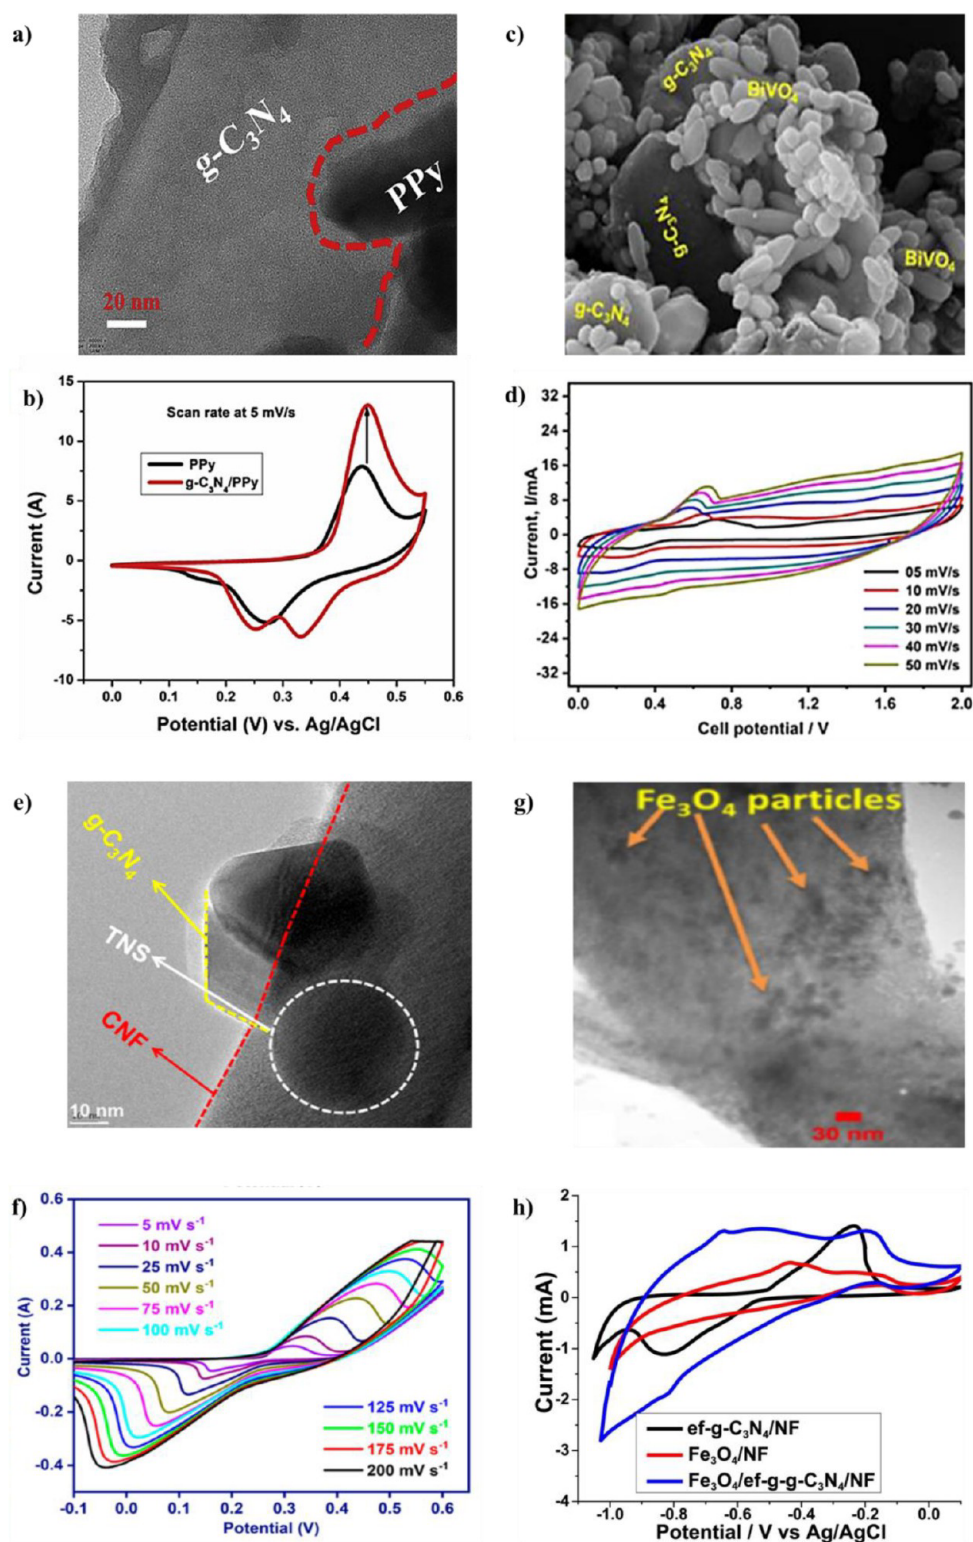 a)
g-C₃N₄
PPy
20 nm
c)
g-C₃N₄
BiVO₄
g-C₃N₄
BiVO₄
g-C₃N₄
b)
15
10
5
0
-5
-10
Current (A)
Scan rate at 5 mV/s
PPy
g-C₃N₄/PPy
0.0 0.1 0.2 0.3 0.4 0.5 0.6
Potential (V) vs. Ag/AgCl
d)
32
24
16
8
0
-8
-16
-24
-32
Current, I/mA
05 mV/s
10 mV/s
20 mV/s
30 mV/s
40 mV/s
50 mV/s
0.0 0.4 0.8 1.2 1.6 2.0
Cell potential / V
e)
g-C₃N₄
TNS
CNF
10 nm
g)
Fe₃O₄ particles
30 nm
f)
0.6
0.4
0.2
0.0
-0.2
-0.4
Current (A)
5 mV s⁻¹
10 mV s⁻¹
25 mV s⁻¹
50 mV s⁻¹
75 mV s⁻¹
100 mV s⁻¹
125 mV s⁻¹
150 mV s⁻¹
175 mV s⁻¹
200 mV s⁻¹
-0.1 0.0 0.1 0.2 0.3 0.4 0.5 0.6
Potential (V)
h)
2
1
0
-1
-2
-3
-4
Current (mA)
ef-g-C₃N₄/NF
Fe₃O₄/NF
Fe₃O₄/ef-g-g-C₃N₄/NF
-1.0 -0.8 -0.6 -0.4 -0.2 0.0
Potential / V vs Ag/AgCl